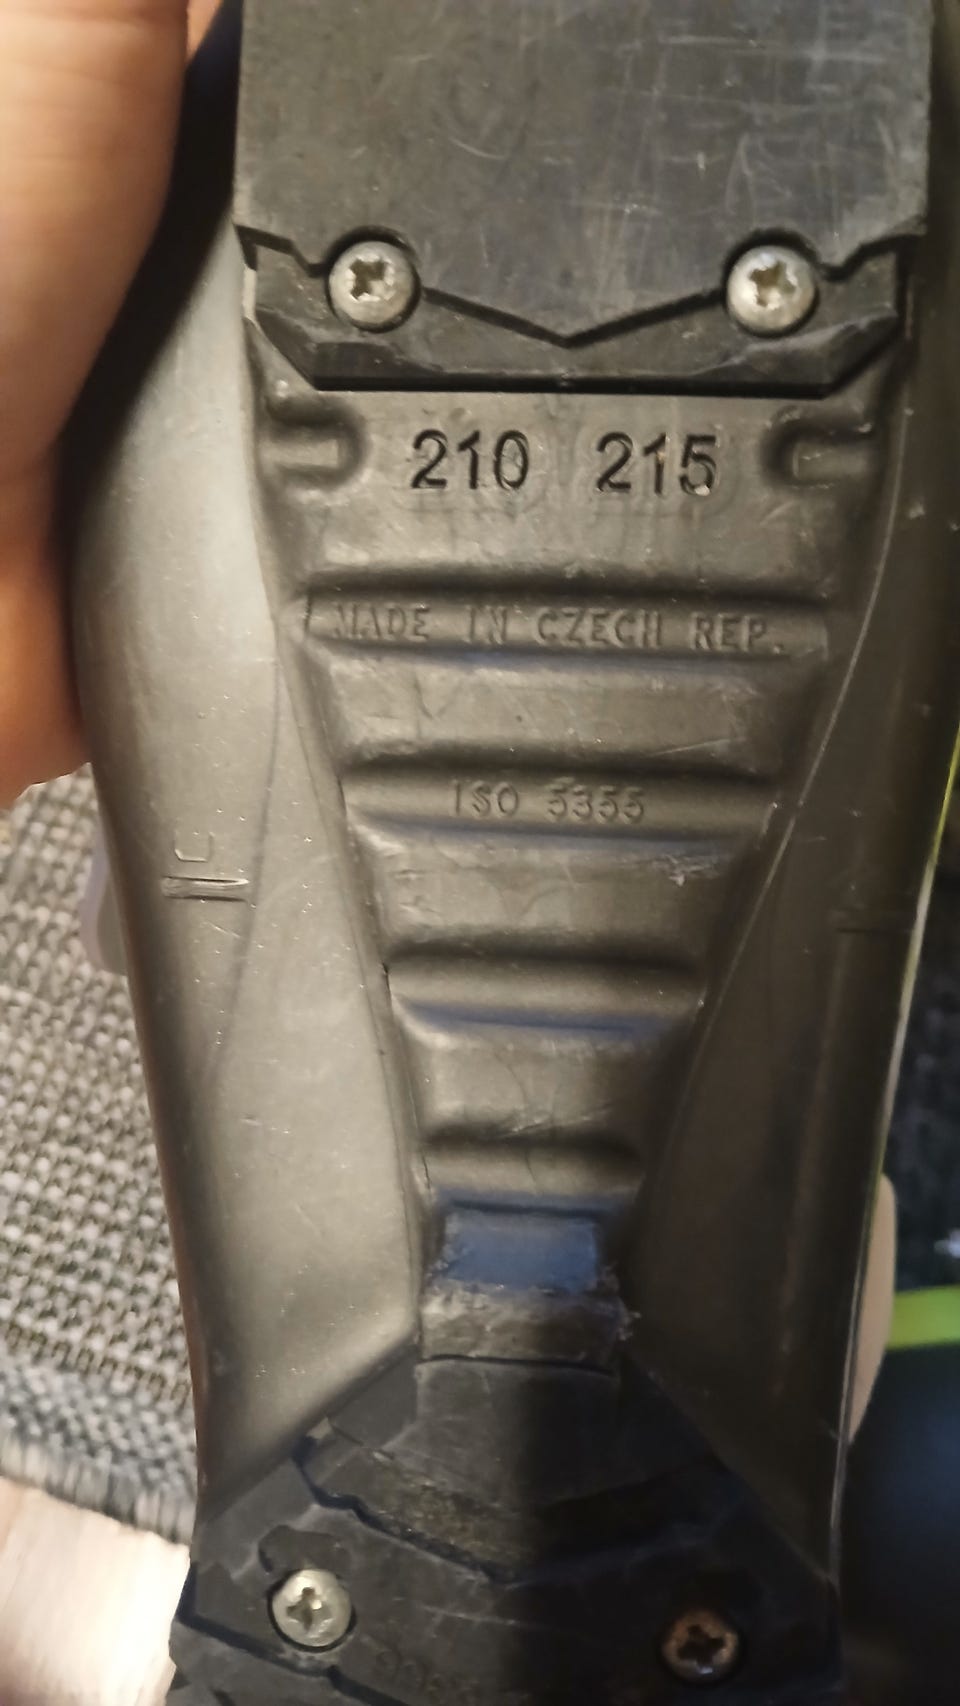 210 215
MADE IN CZECH REP.
ISO 5355